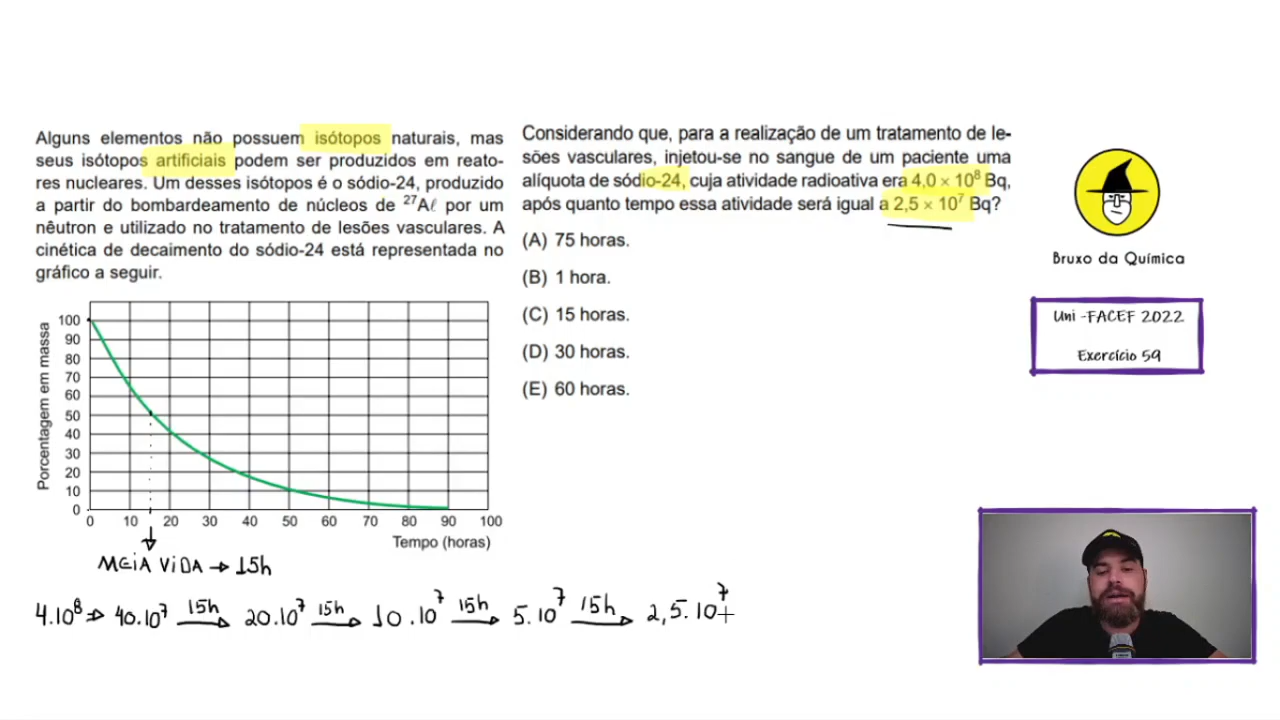 Alguns elementos não possuem isótopos naturais, mas
seus isótopos artificiais podem ser produzidos em reato-
res nucleares. Um desses isótopos é o sódio-24, produzido
a partir do bombardeamento de núcleos de ²⁷Aℓ por um
nêutron e utilizado no tratamento de lesões vasculares. A
cinética de decaimento do sódio-24 está representada no
gráfico a seguir.
Porcentagem em massa
100
90
80
70
60
50
40
30
20
10
0
0 10 20 30 40 50 60 70 80 90 100
Tempo (horas)
MEIA VIDA → 15h
4.10⁸ ⇒ 40.10⁷ 15h→ 20.10⁷ 15h→ 10.10⁷ 15h→ 5.10⁷ 15h→ 2,5.10⁷
Considerando que, para a realização de um tratamento de le-
sões vasculares, injetou-se no sangue de um paciente uma
alíquota de sódio-24, cuja atividade radioativa era 4,0 × 10⁸ Bq,
após quanto tempo essa atividade será igual a 2,5 × 10⁷ Bq?
(A) 75 horas.
(B) 1 hora.
(C) 15 horas.
(D) 30 horas.
(E) 60 horas.
Bruxo da Química
Uni -FACEF 2022
Exercício 59